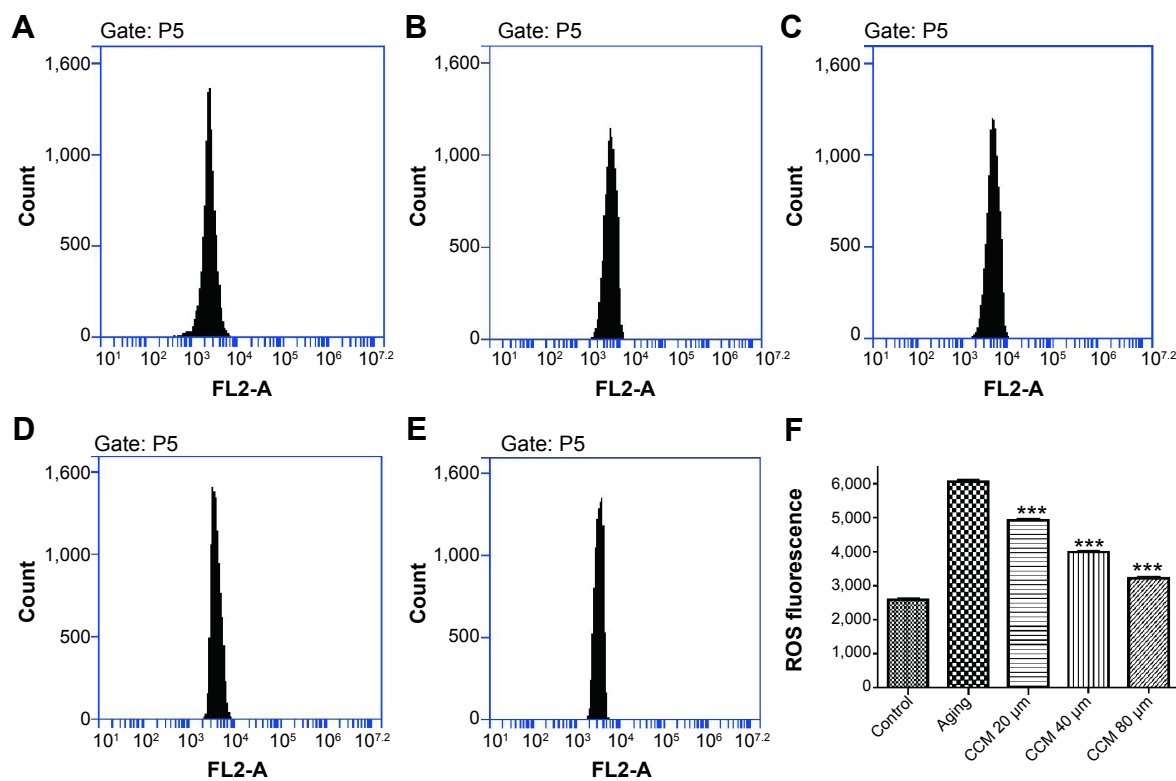 A
Gate: P5
1,600
1,000
500
0
Count
10¹ 10² 10³ 10⁴ 10⁵ 10⁶ 10⁷·²
FL2-A
B
Gate: P5
1,600
1,000
500
0
Count
10¹ 10² 10³ 10⁴ 10⁵ 10⁶ 10⁷·²
FL2-A
C
Gate: P5
1,600
1,000
500
0
Count
10¹ 10² 10³ 10⁴ 10⁵ 10⁶ 10⁷·²
FL2-A
D
Gate: P5
1,600
1,000
500
0
Count
10¹ 10² 10³ 10⁴ 10⁵ 10⁶ 10⁷·²
FL2-A
E
Gate: P5
1,600
1,000
500
0
Count
10¹ 10² 10³ 10⁴ 10⁵ 10⁶ 10⁷·²
FL2-A
F
ROS fluorescence
6,000
5,000
4,000
3,000
2,000
1,000
0
***
***
***
Control
Aging
CCM 20 µm
CCM 40 µm
CCM 80 µm